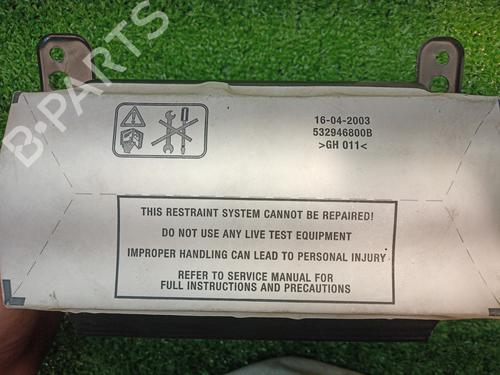 B-PARTS
16-04-2003
532946800B
>GH 011<
THIS RESTRAINT SYSTEM CANNOT BE REPAIRED!
DO NOT USE ANY LIVE TEST EQUIPMENT
IMPROPER HANDLING CAN LEAD TO PERSONAL INJURY
REFER TO SERVICE MANUAL FOR
FULL INSTRUCTIONS AND PRECAUTIONS